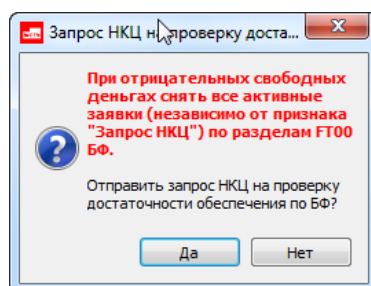 Запрос НКЦ на проверку доста...
При отрицательных свободных
деньгах снять все активные
заявки (независимо от признака
"Запрос НКЦ") по разделам FT00
БФ.
Отправить запрос НКЦ на проверку
достаточности обеспечения по БФ?
Да
Нет